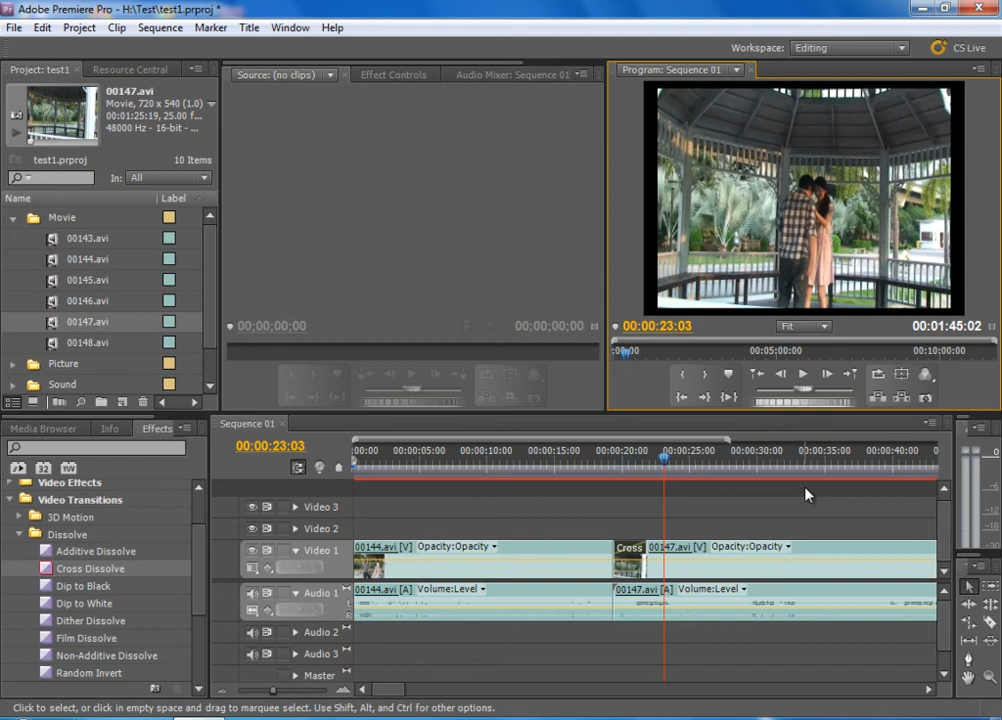 Adobe Premiere Pro - H:\Test\test1.prproj *
File Edit Project Clip Sequence Marker Title Window Help
Workspace: Editing CS Live
Project: test1 Resource Central
00147.avi
Movie, 720 x 540 (1.0)
00:01:25:19, 25.00 f...
48000 Hz - 16-bit - ...
test1.prproj 10 Items
In: All
Name Label
Movie
00143.avi
00144.avi
00145.avi
00146.avi
00147.avi
00148.avi
Picture
Sound
Source: (no clips) Effect Controls Audio Mixer: Sequence 01
00;00;00;00 00;00;00;00
Program: Sequence 01
00:00:23:03 Fit 00:01:45:02
;00:00 00:05:00:00 00:10:00:00
Media Browser Info Effects
32 YUV
Video Effects
Video Transitions
3D Motion
Dissolve
Additive Dissolve
Cross Dissolve
Dip to Black
Dip to White
Dither Dissolve
Film Dissolve
Non-Additive Dissolve
Random Invert
Sequence 01
00:00:23:03
:00:00 00:00:05:00 00:00:10:00 00:00:15:00 00:00:20:00 00:00:25:00 00:00:30:00 00:00:35:00 00:00:40:00
Video 3
Video 2
Video 1 00144.avi [V] Opacity:Opacity Cross 00147.avi [V] Opacity:Opacity
Audio 1 00144.avi [A] Volume:Level 00147.avi [A] Volume:Level
Audio 2
Audio 3
Master
0
-6
Click to select, or click in empty space and drag to marquee select. Use Shift, Alt, and Ctrl for other options.